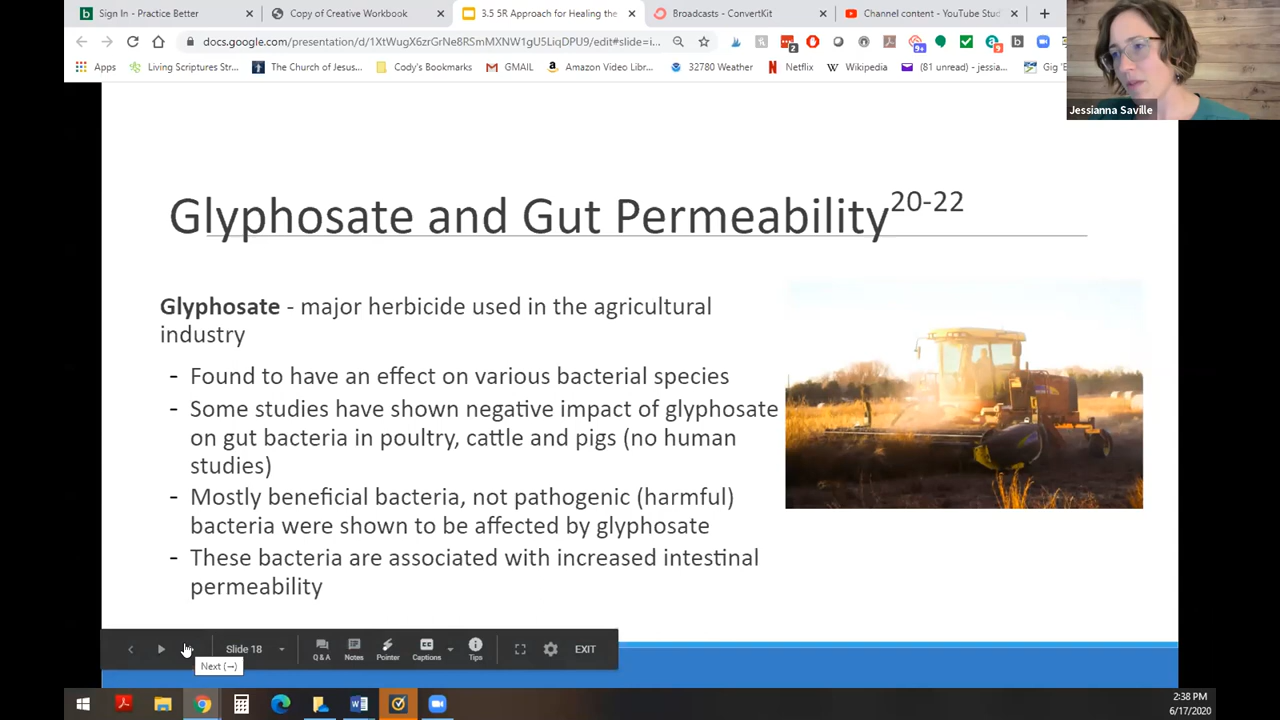 Sign In - Practice Better
Copy of Creative Workbook
3.5 5R Approach for Healing the
Broadcasts - ConvertKit
Channel content - YouTube Stud
docs.google.com/presentation/d/1XtWugX6zrGrNe8RSmMXNW1gU5LiqDPU9/edit#slide=i...
Apps
Living Scriptures Str...
The Church of Jesus...
Cody's Bookmarks
GMAIL
Amazon Video Libr...
32780 Weather
Netflix
Wikipedia
(81 unread) - jessia...
Gig 'E
Jessianna Saville
Glyphosate and Gut Permeability20-22
Glyphosate - major herbicide used in the agricultural
industry
- Found to have an effect on various bacterial species
- Some studies have shown negative impact of glyphosate
on gut bacteria in poultry, cattle and pigs (no human
studies)
- Mostly beneficial bacteria, not pathogenic (harmful)
bacteria were shown to be affected by glyphosate
- These bacteria are associated with increased intestinal
permeability
Slide 18
Q & A
Notes
Pointer
Captions
Tips
EXIT
Next (→)
2:38 PM
6/17/2020